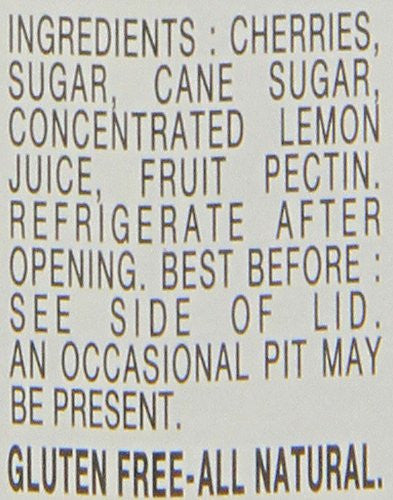 INGREDIENTS : CHERRIES,
SUGAR, CANE SUGAR,
CONCENTRATED LEMON
JUICE, FRUIT PECTIN.
REFRIGERATE AFTER
OPENING. BEST BEFORE :
SEE SIDE OF LID.
AN OCCASIONAL PIT MAY
BE PRESENT.
GLUTEN FREE-ALL NATURAL.